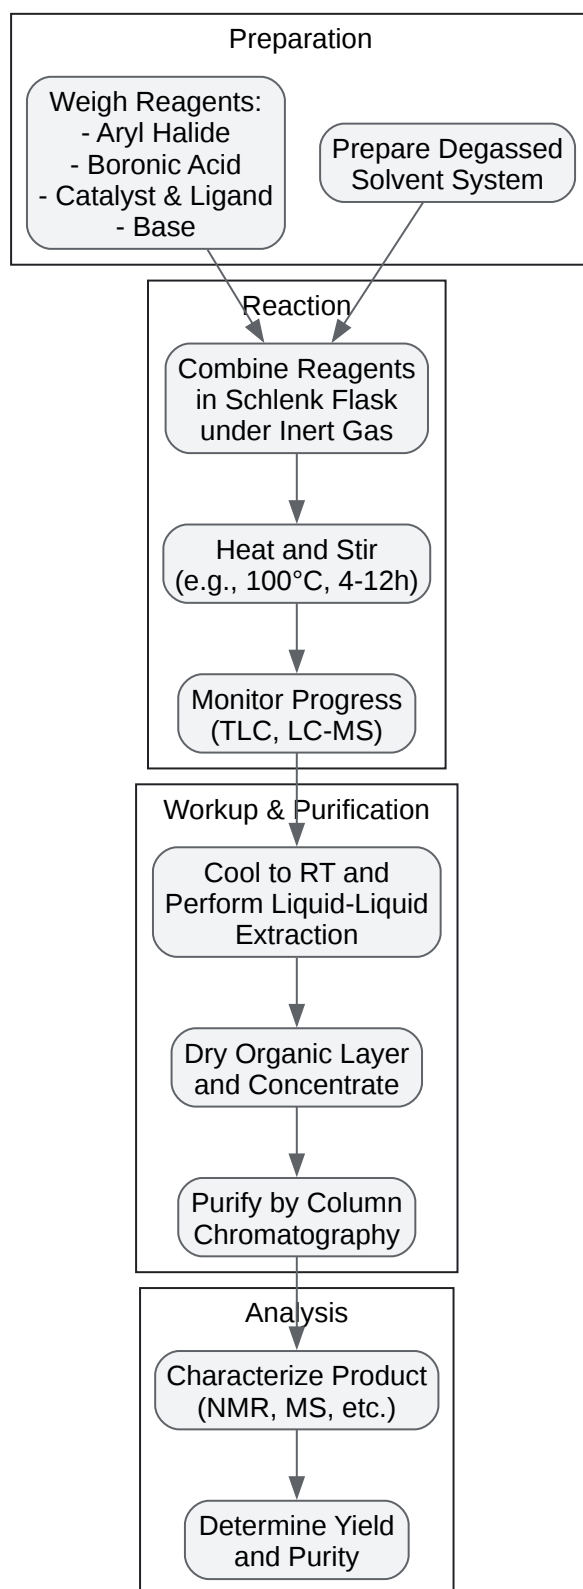 Preparation
Weigh Reagents:
- Aryl Halide
- Boronic Acid
- Catalyst & Ligand
- Base
Prepare Degassed
Solvent System
Reaction
Combine Reagents
in Schlenk Flask
under Inert Gas
Heat and Stir
(e.g., 100°C, 4-12h)
Monitor Progress
(TLC, LC-MS)
Workup & Purification
Cool to RT and
Perform Liquid-Liquid
Extraction
Dry Organic Layer
and Concentrate
Purify by Column
Chromatography
Analysis
Characterize Product
(NMR, MS, etc.)
Determine Yield
and Purity